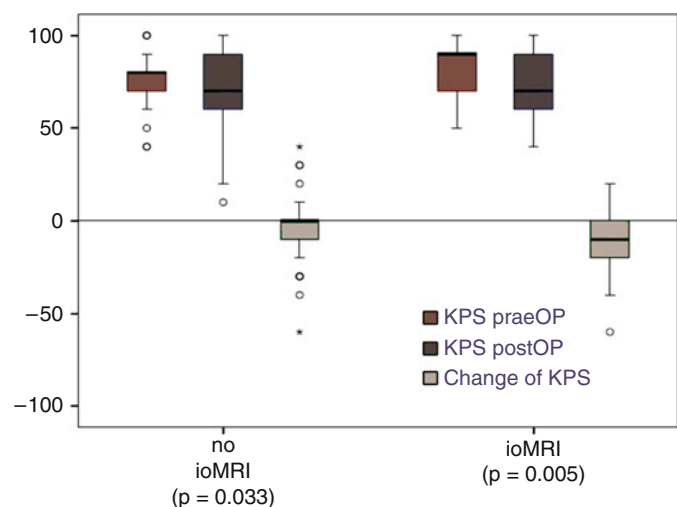 100
50
0
−50
−100
KPS praeOP
KPS postOP
Change of KPS
no
ioMRI
(p = 0.033)
ioMRI
(p = 0.005)